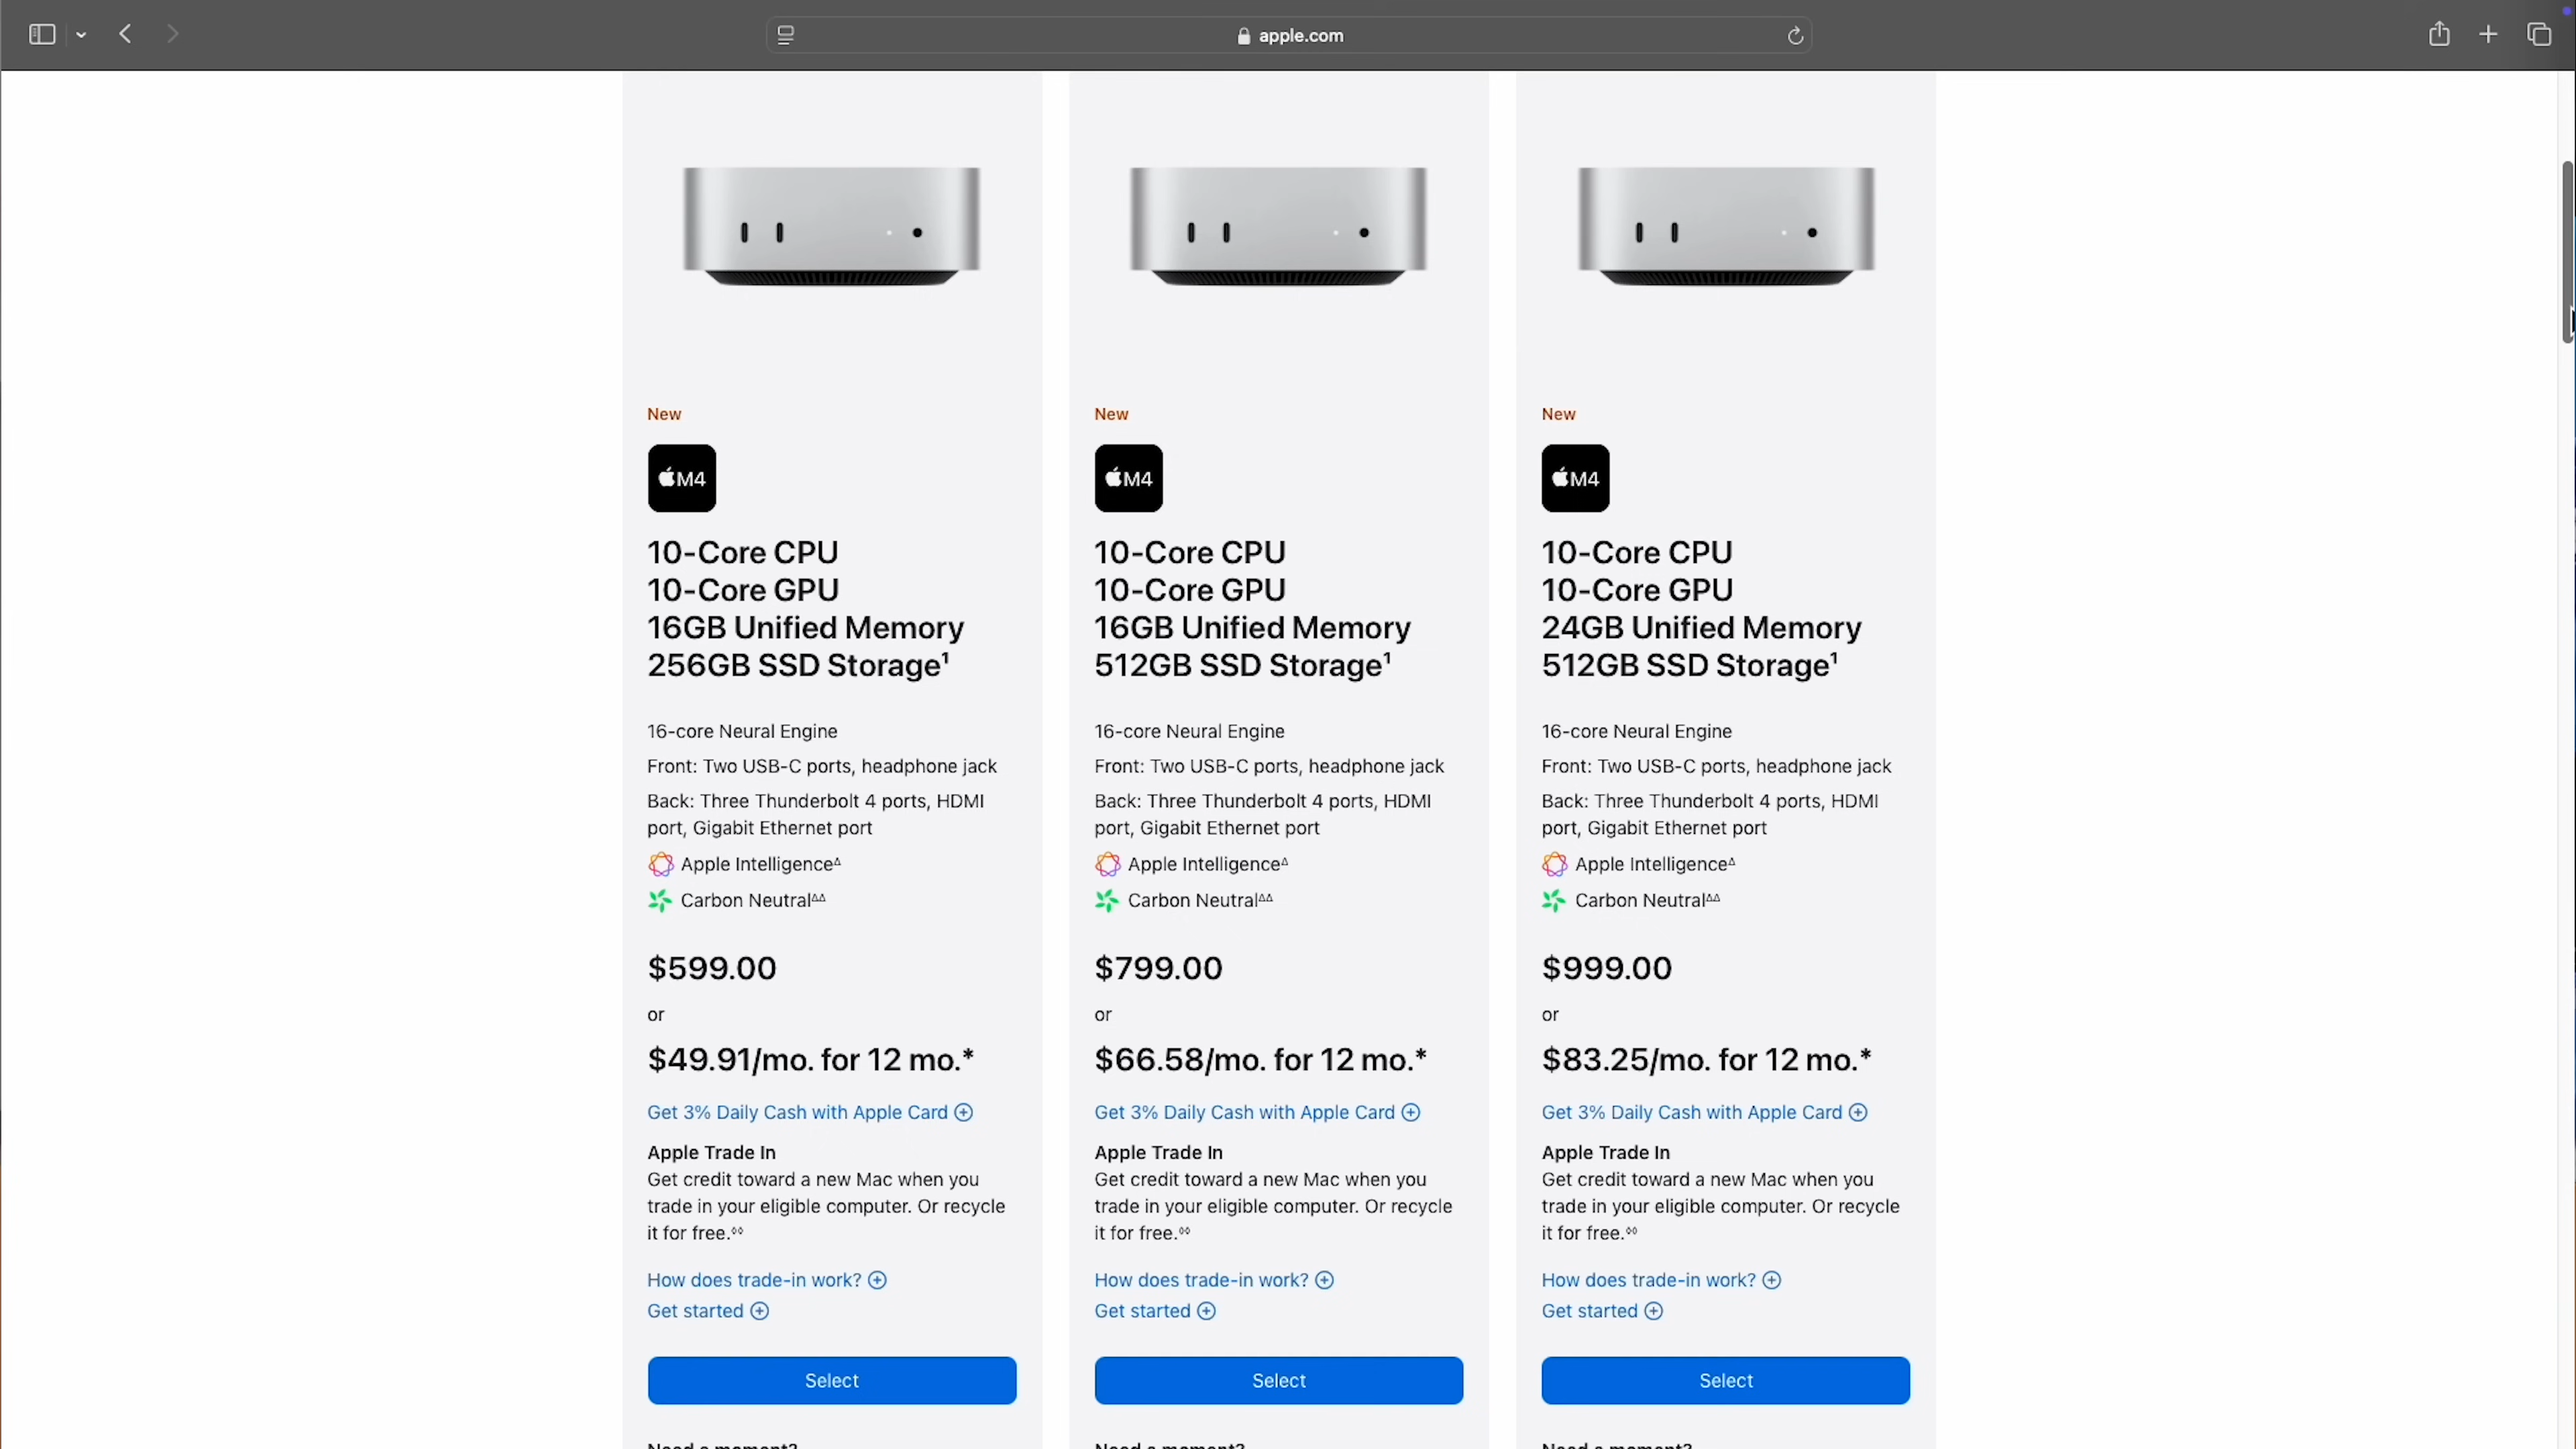 apple.com
New
M4
10-Core CPU
10-Core GPU
16GB Unified Memory
256GB SSD Storage¹
16-core Neural Engine
Front: Two USB-C ports, headphone jack
Back: Three Thunderbolt 4 ports, HDMI
port, Gigabit Ethernet port
Apple Intelligence∆
Carbon Neutral∆∆
$599.00
or
$49.91/mo. for 12 mo.*
Get 3% Daily Cash with Apple Card
Apple Trade In
Get credit toward a new Mac when you
trade in your eligible computer. Or recycle
it for free.◊◊
How does trade-in work?
Get started
Select
Need a moment?
New
M4
10-Core CPU
10-Core GPU
16GB Unified Memory
512GB SSD Storage¹
16-core Neural Engine
Front: Two USB-C ports, headphone jack
Back: Three Thunderbolt 4 ports, HDMI
port, Gigabit Ethernet port
Apple Intelligence∆
Carbon Neutral∆∆
$799.00
or
$66.58/mo. for 12 mo.*
Get 3% Daily Cash with Apple Card
Apple Trade In
Get credit toward a new Mac when you
trade in your eligible computer. Or recycle
it for free.◊◊
How does trade-in work?
Get started
Select
Need a moment?
New
M4
10-Core CPU
10-Core GPU
24GB Unified Memory
512GB SSD Storage¹
16-core Neural Engine
Front: Two USB-C ports, headphone jack
Back: Three Thunderbolt 4 ports, HDMI
port, Gigabit Ethernet port
Apple Intelligence∆
Carbon Neutral∆∆
$999.00
or
$83.25/mo. for 12 mo.*
Get 3% Daily Cash with Apple Card
Apple Trade In
Get credit toward a new Mac when you
trade in your eligible computer. Or recycle
it for free.◊◊
How does trade-in work?
Get started
Select
Need a moment?